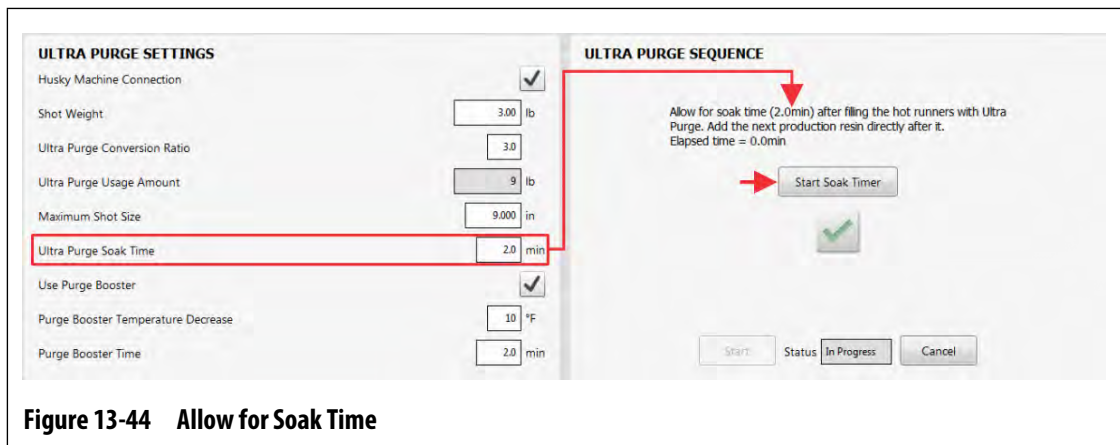 ULTRA PURGE SETTINGS
Husky Machine Connection
Shot Weight 3.00 lb
Ultra Purge Conversion Ratio 3.0
Ultra Purge Usage Amount 9 lb
Maximum Shot Size 9.000 in
Ultra Purge Soak Time 2.0 min
Use Purge Booster
Purge Booster Temperature Decrease 10 °F
Purge Booster Time 2.0 min
ULTRA PURGE SEQUENCE
Allow for soak time (2.0min) after filing the hot runners with Ultra
Purge. Add the next production resin directly after it.
Elapsed time = 0.0min
Start Soak Timer
Start Status In Progress Cancel
Figure 13-44 Allow for Soak Time